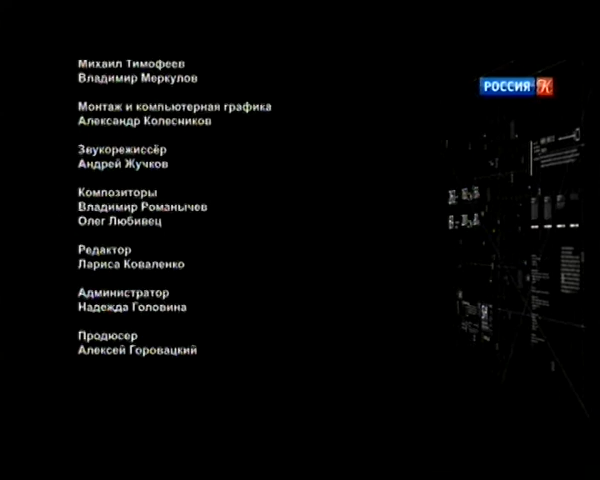 Михаил Тимофеев
Владимир Меркулов
Монтаж и компьютерная графика
Александр Колесников
Звукорежиссёр
Андрей Жучков
Композиторы
Владимир Романычев
Олег Любивец
Редактор
Лариса Коваленко
Администратор
Надежда Головина
Продюсер
Алексей Горовацкий
РОССИЯ К